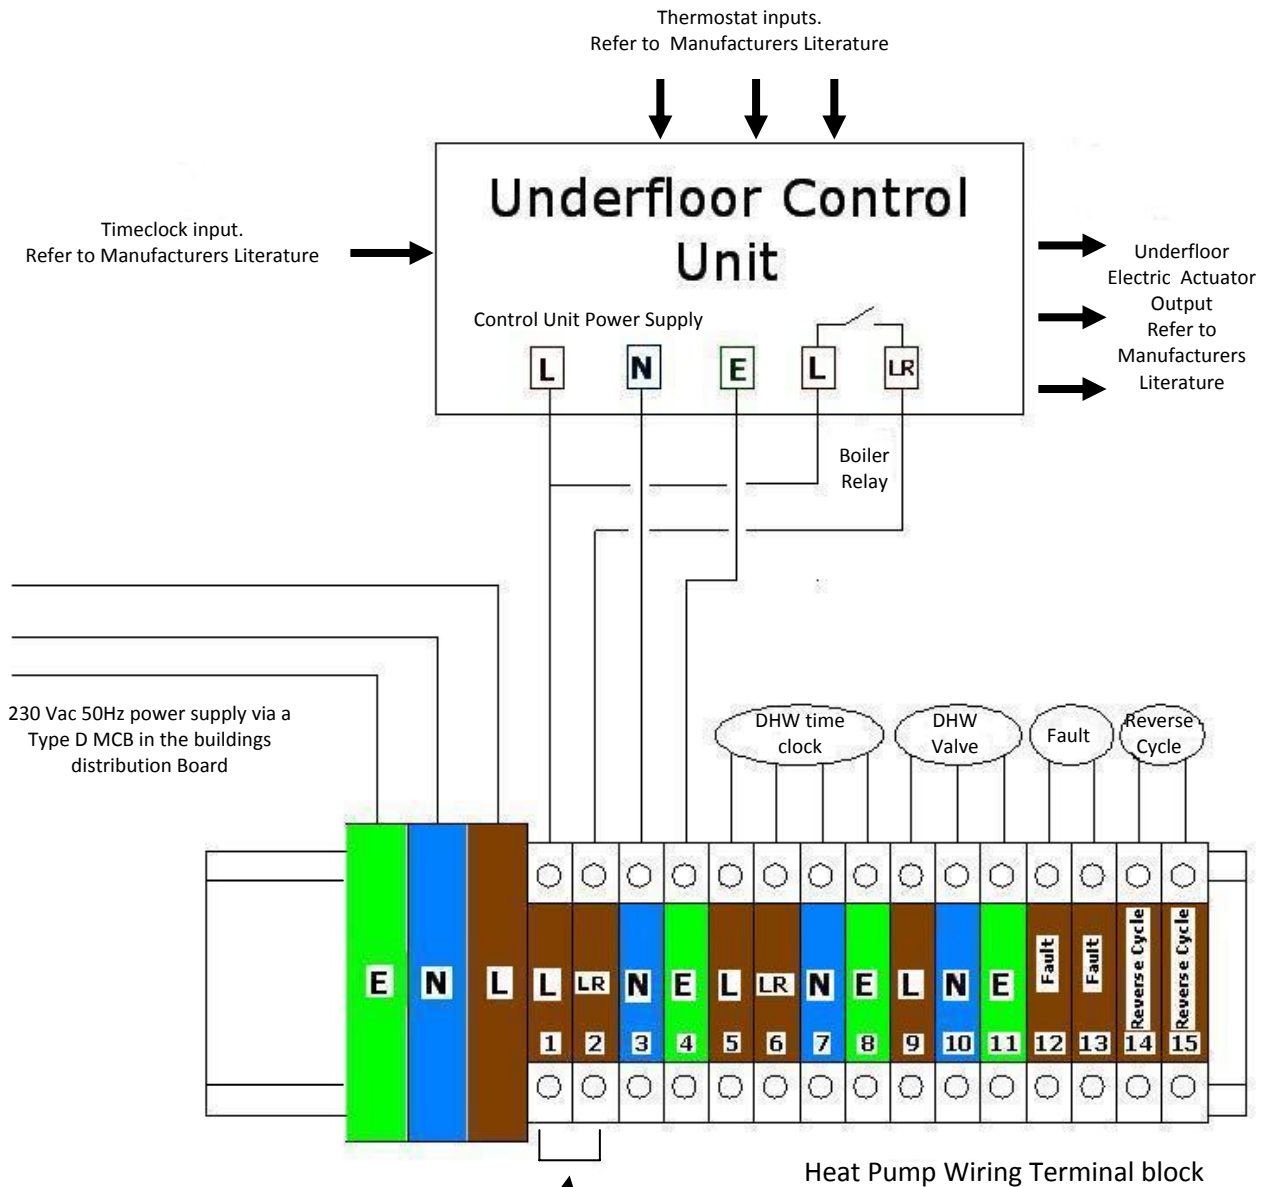 Thermostat inputs.
Refer to  Manufacturers Literature
Underfloor Control
Unit
Timeclock input.
Refer to Manufacturers Literature
Underfloor
Electric  Actuator
Output
Refer to
Manufacturers
Literature
Control Unit Power Supply
L N E L LR
Boiler
Relay
230 Vac 50Hz power supply via a
Type D MCB in the buildings
distribution Board
DHW time
clock
DHW
Valve
Fault
Reverse
Cycle
E N L L LR N E L LR N E L N E Fault Fault Reverse Cycle Reverse Cycle
1 2 3 4 5 6 7 8 9 10 11 12 13 14 15
Heat Pump Wiring Terminal block